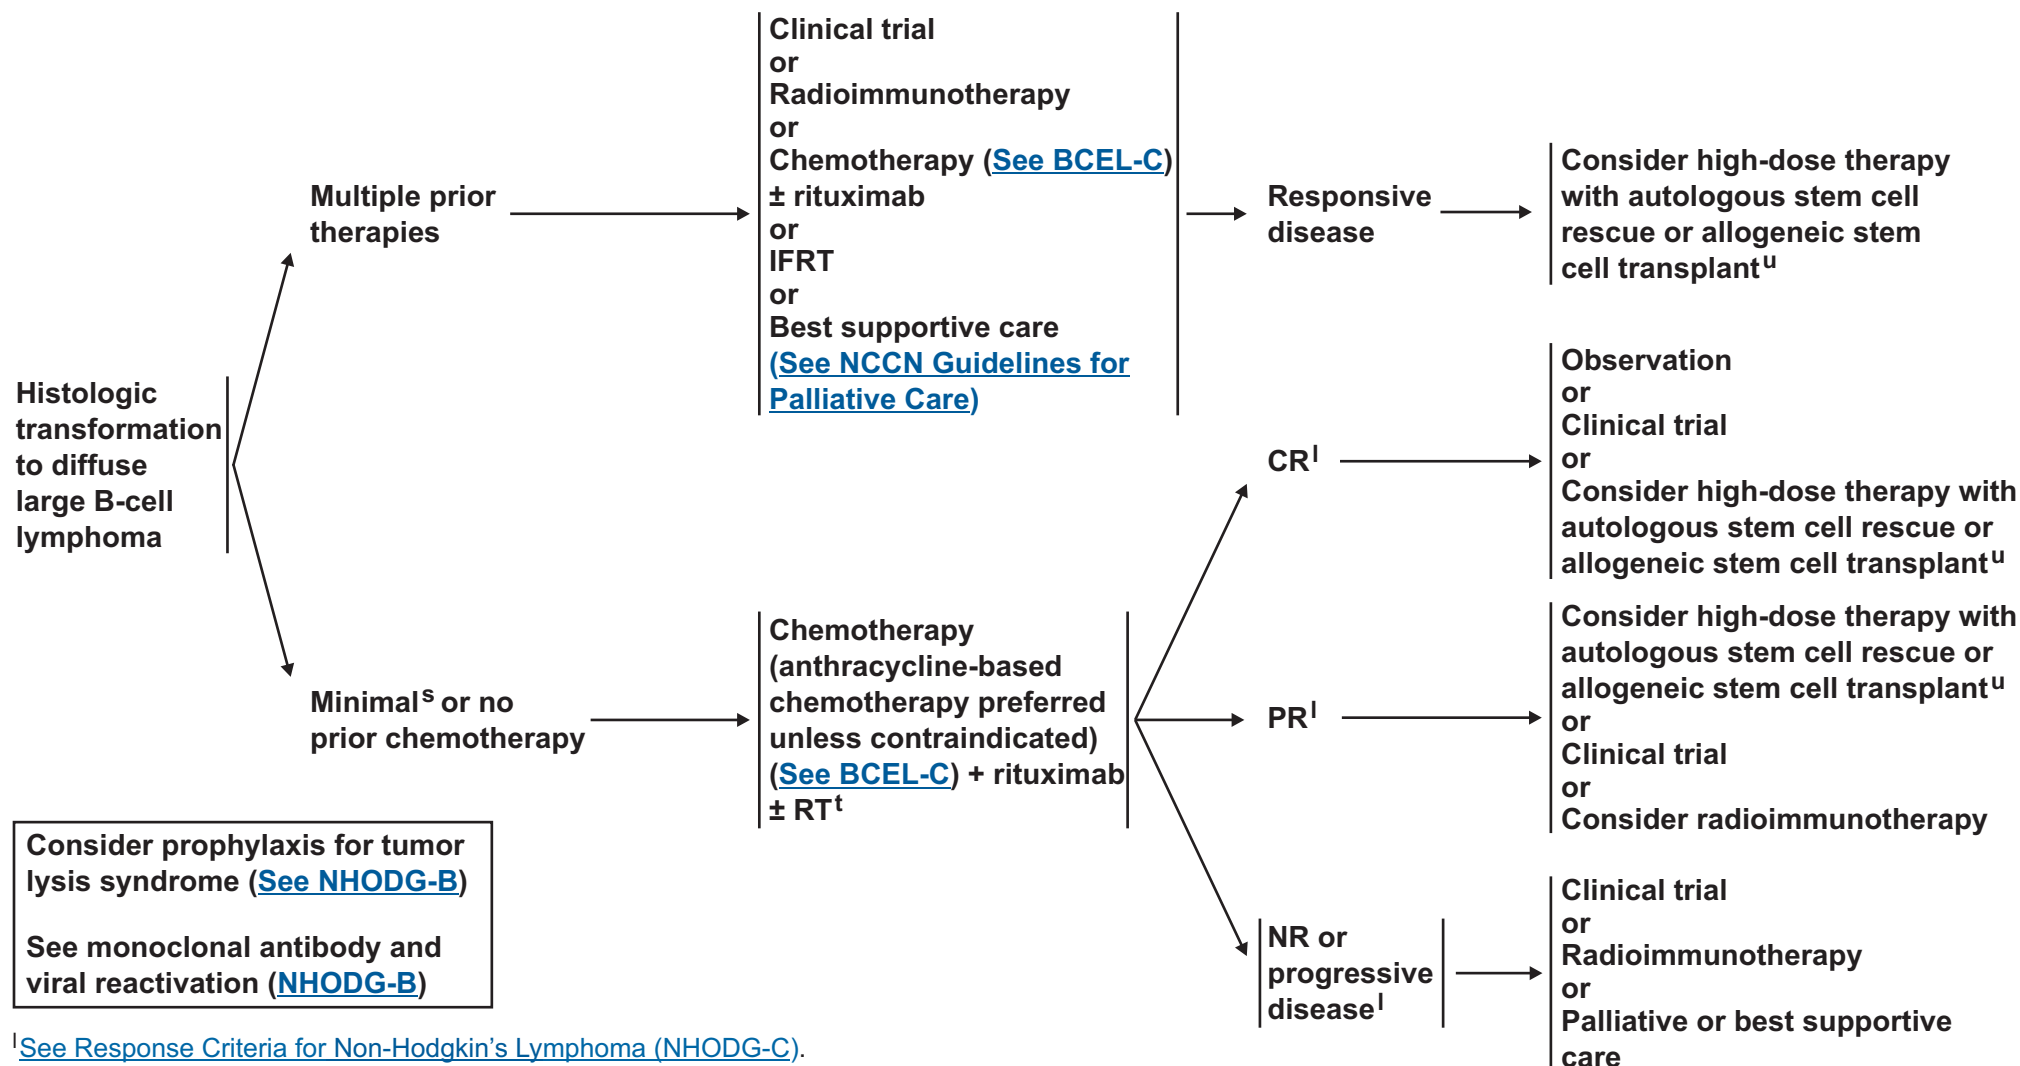 Histologic
transformation
to diffuse
large B-cell
lymphoma
Multiple prior
therapies
Clinical trial
or
Radioimmunotherapy
or
Chemotherapy (See BCEL-C)
± rituximab
or
IFRT
or
Best supportive care
(See NCCN Guidelines for
Palliative Care)
Responsive
disease
Consider high-dose therapy
with autologous stem cell
rescue or allogeneic stem
cell transplantᵘ
Minimalˢ or no
prior chemotherapy
Chemotherapy
(anthracycline-based
chemotherapy preferred
unless contraindicated)
(See BCEL-C) + rituximab
± RTᵗ
CRˡ
Observation
or
Clinical trial
or
Consider high-dose therapy with
autologous stem cell rescue or
allogeneic stem cell transplantᵘ
PRˡ
Consider high-dose therapy with
autologous stem cell rescue or
allogeneic stem cell transplantᵘ
or
Clinical trial
or
Consider radioimmunotherapy
NR or
progressive
diseaseˡ
Clinical trial
or
Radioimmunotherapy
or
Palliative or best supportive
care
Consider prophylaxis for tumor
lysis syndrome (See NHODG-B)
See monoclonal antibody and
viral reactivation (NHODG-B)
ˡSee Response Criteria for Non-Hodgkin's Lymphoma (NHODG-C).